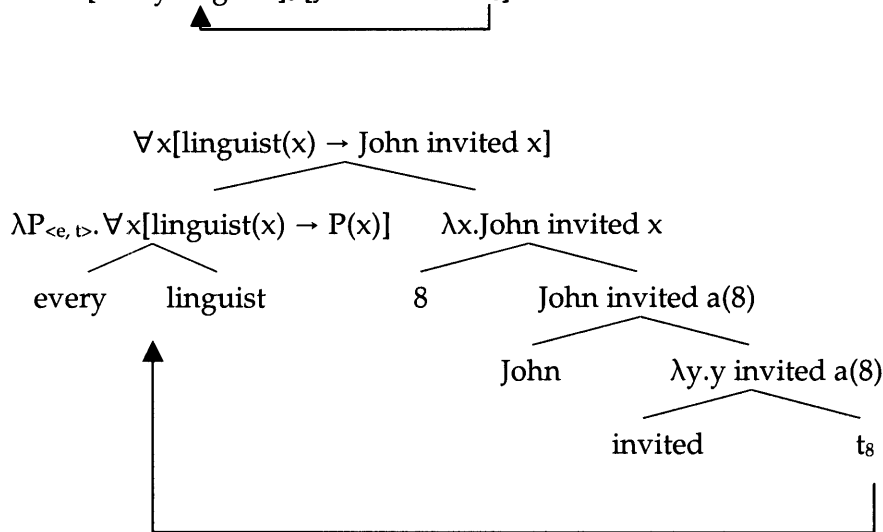 ∀x[linguist(x) → John invited x]
λP<e, t>.∀x[linguist(x) → P(x)] λx.John invited x
every linguist 8 John invited a(8)
John λy.y invited a(8)
invited t₈